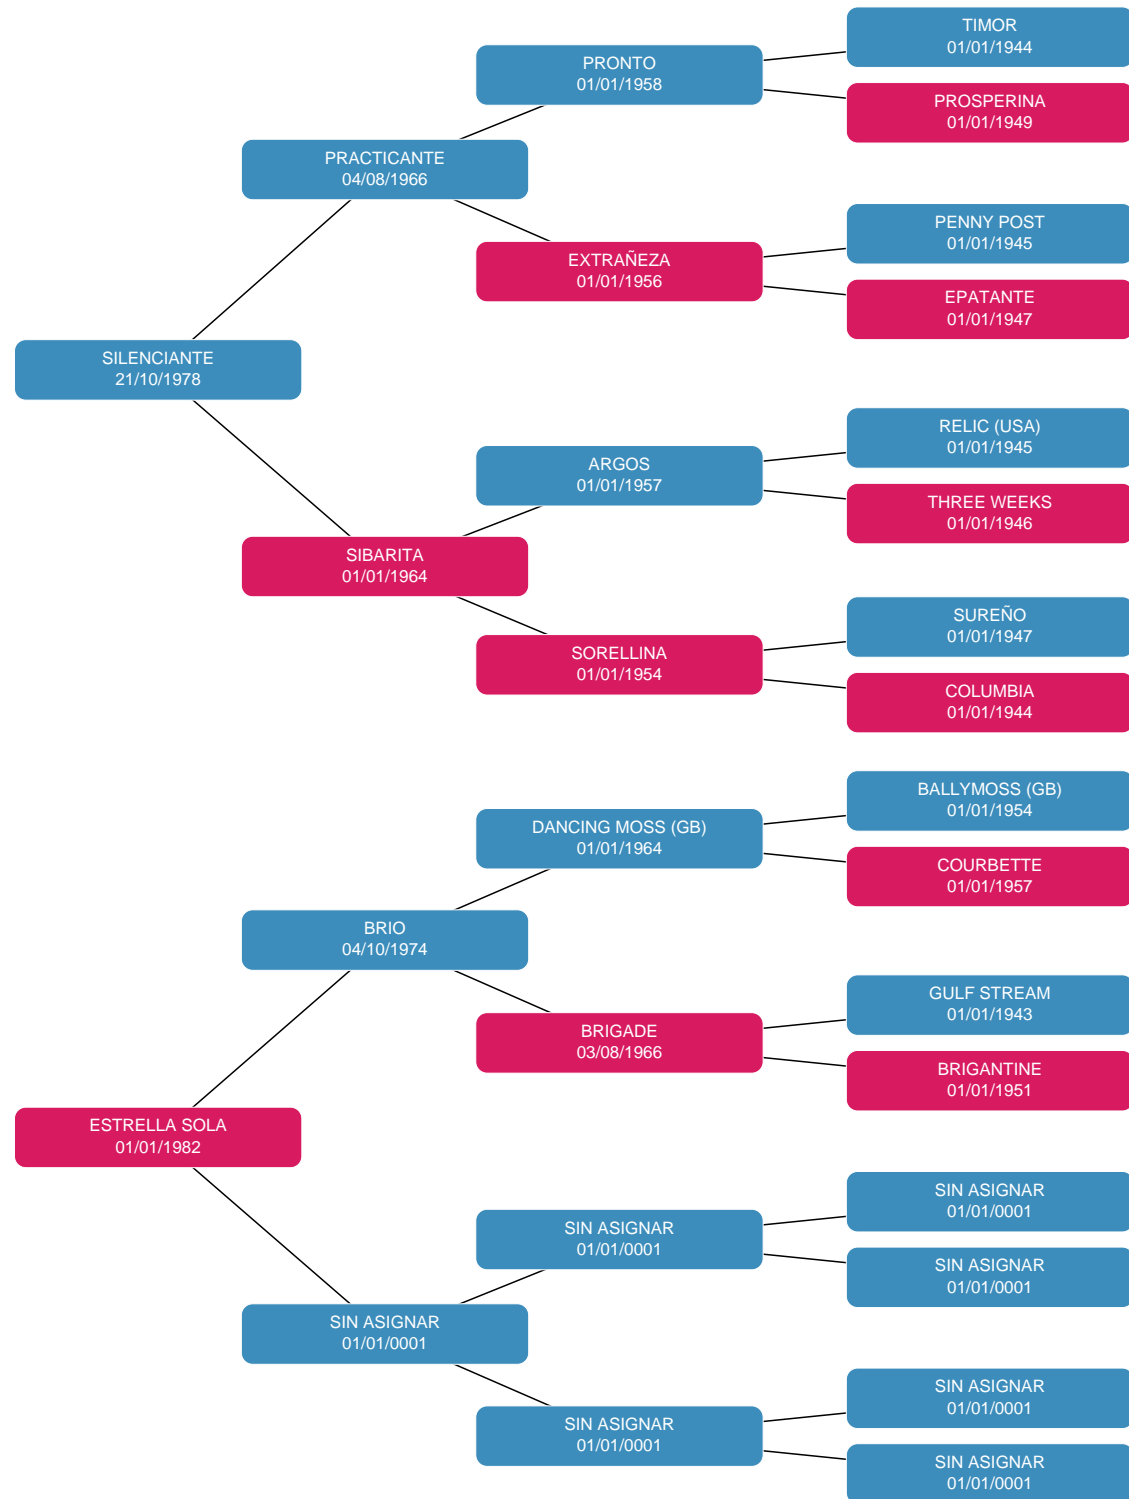 TIMOR
01/01/1944
PRONTO
01/01/1958
PROSPERINA
01/01/1949
PRACTICANTE
04/08/1966
PENNY POST
01/01/1945
EXTRAÑEZA
01/01/1956
EPATANTE
01/01/1947
SILENCIANTE
21/10/1978
RELIC (USA)
01/01/1945
ARGOS
01/01/1957
THREE WEEKS
01/01/1946
SIBARITA
01/01/1964
SUREÑO
01/01/1947
SORELLINA
01/01/1954
COLUMBIA
01/01/1944
BALLYMOSS (GB)
01/01/1954
DANCING MOSS (GB)
01/01/1964
COURBETTE
01/01/1957
BRIO
04/10/1974
GULF STREAM
01/01/1943
BRIGADE
03/08/1966
BRIGANTINE
01/01/1951
ESTRELLA SOLA
01/01/1982
SIN ASIGNAR
01/01/0001
SIN ASIGNAR
01/01/0001
SIN ASIGNAR
01/01/0001
SIN ASIGNAR
01/01/0001
SIN ASIGNAR
01/01/0001
SIN ASIGNAR
01/01/0001
SIN ASIGNAR
01/01/0001